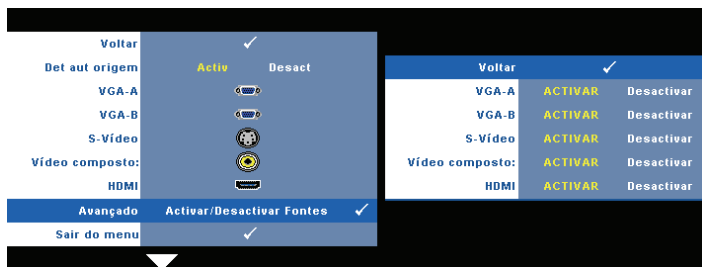 Voltar
Det aut origem Activ Desact
VGA-A
VGA-B
S-Vídeo
Vídeo composto:
HDMI
Avançado Activar/Desactivar Fontes
Sair do menu
Voltar
VGA-A ACTIVAR Desactivar
VGA-B ACTIVAR Desactivar
S-Vídeo ACTIVAR Desactivar
Vídeo composto: ACTIVAR Desactivar
HDMI ACTIVAR Desactivar